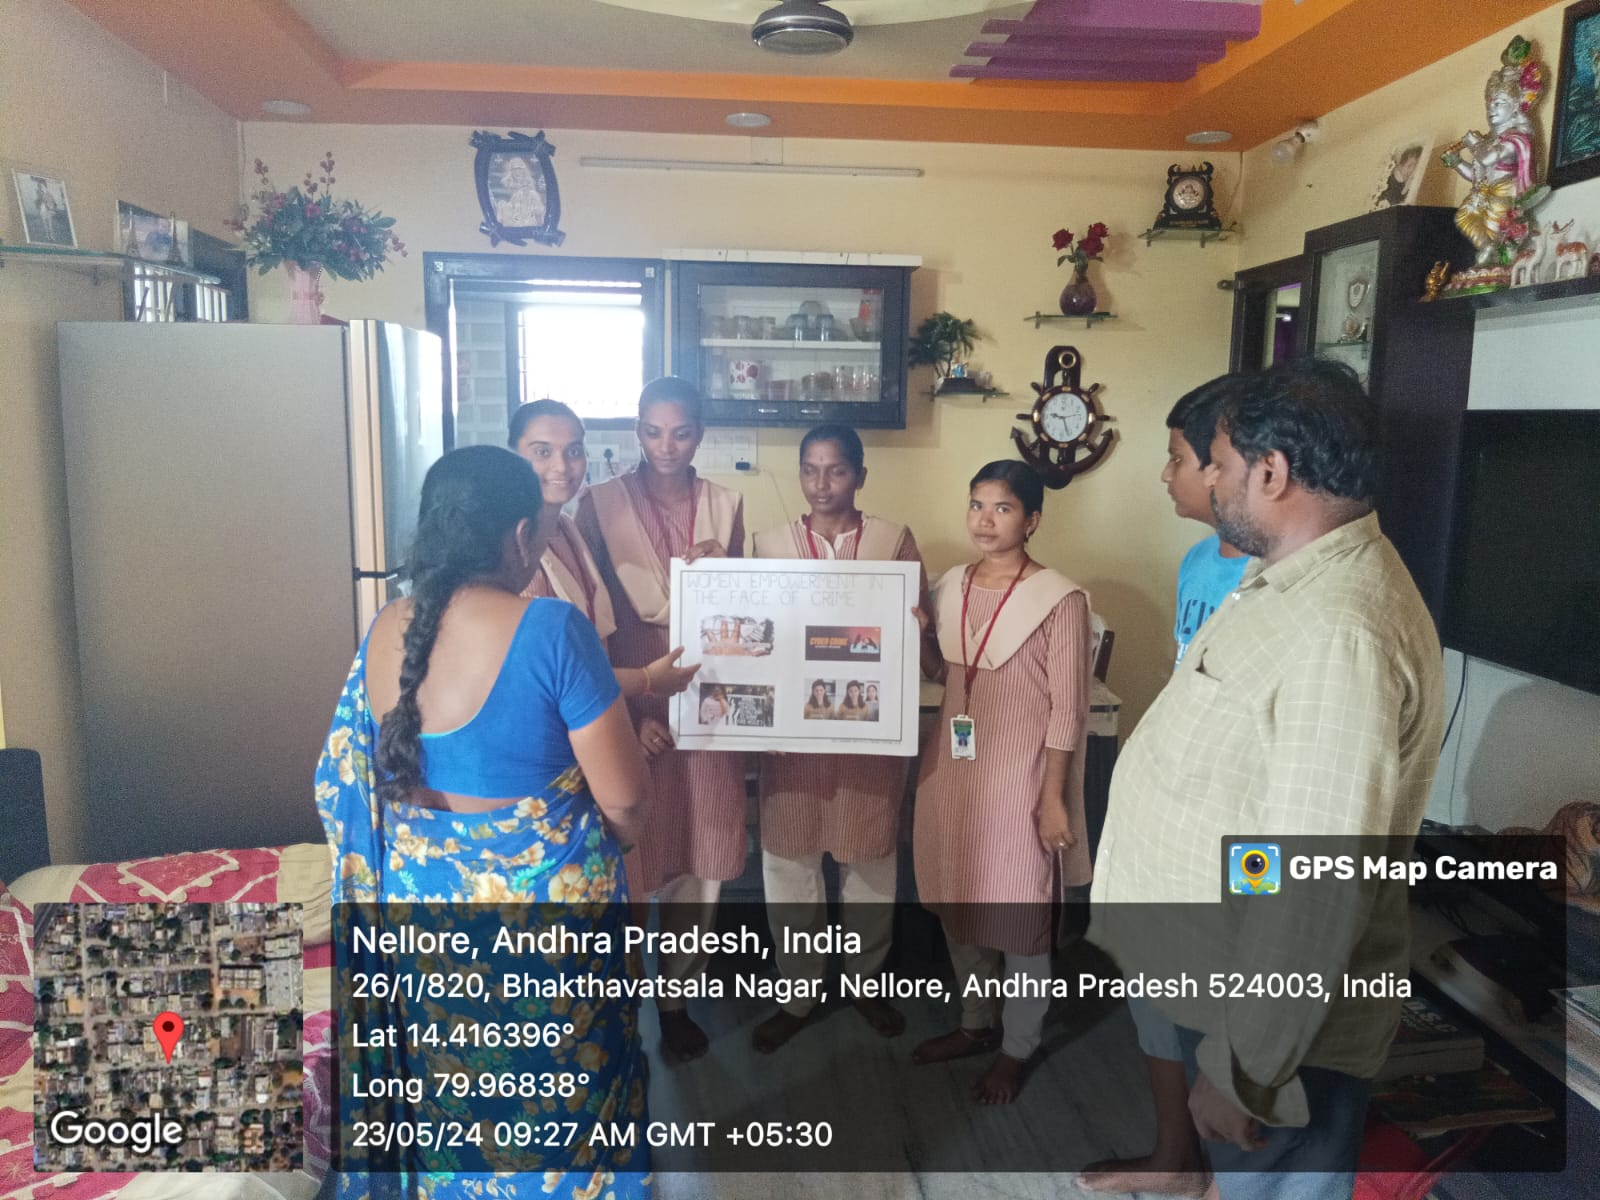 WOMEN EMPOWERMENT IN
THE FACE OF CRIME
CYBER CRIME
GPS Map Camera
Nellore, Andhra Pradesh, India
26/1/820, Bhakthavatsala Nagar, Nellore, Andhra Pradesh 524003, India
Lat 14.416396°
Long 79.96838°
23/05/24 09:27 AM GMT +05:30
Google